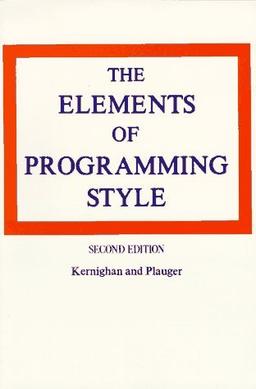 THE
ELEMENTS
OF
PROGRAMMING
STYLE
SECOND EDITION
Kernighan and Plauger